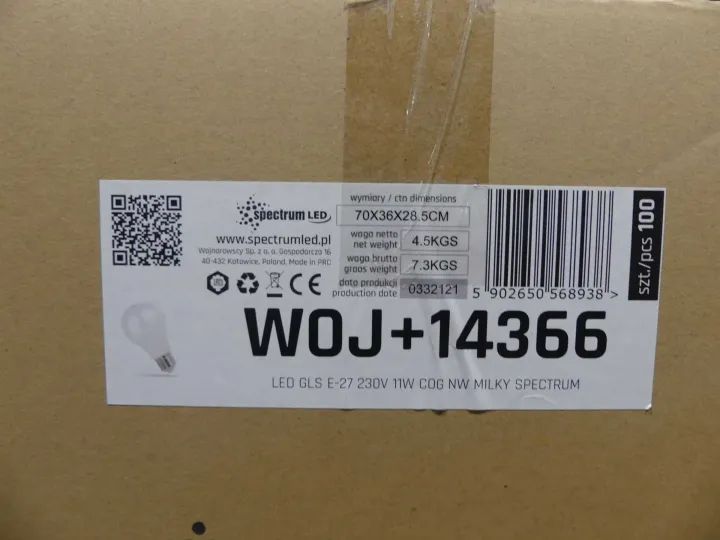 spectrum LED
www.spectrumled.pl
Wojnarowscy Sp. z o. o. Gospodarcza 16
40-432 Katowice, Poland, Made in PRC
CE
wymiary / ctn dimensions
70X36X28.5CM
waga netto
net weight 4.5KGS
waga brutto
groos weight 7.3KGS
data produkcji
production date 0332121
5 902650 568938 >
szt./pcs 100
WOJ+14366
LED GLS E-27 230V 11W COG NW MILKY SPECTRUM